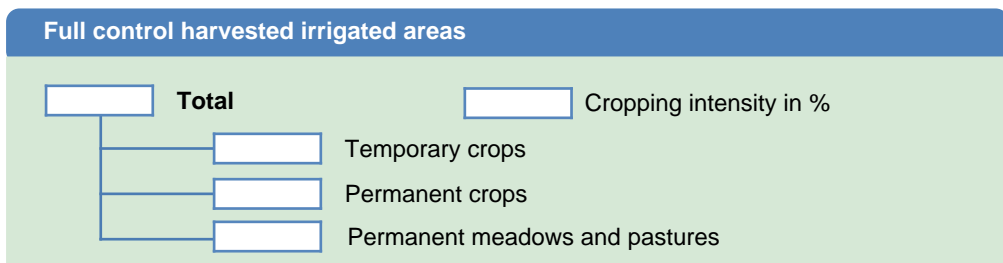 Full control harvested irrigated areas
Total
Cropping intensity in %
Temporary crops
Permanent crops
Permanent meadows and pastures